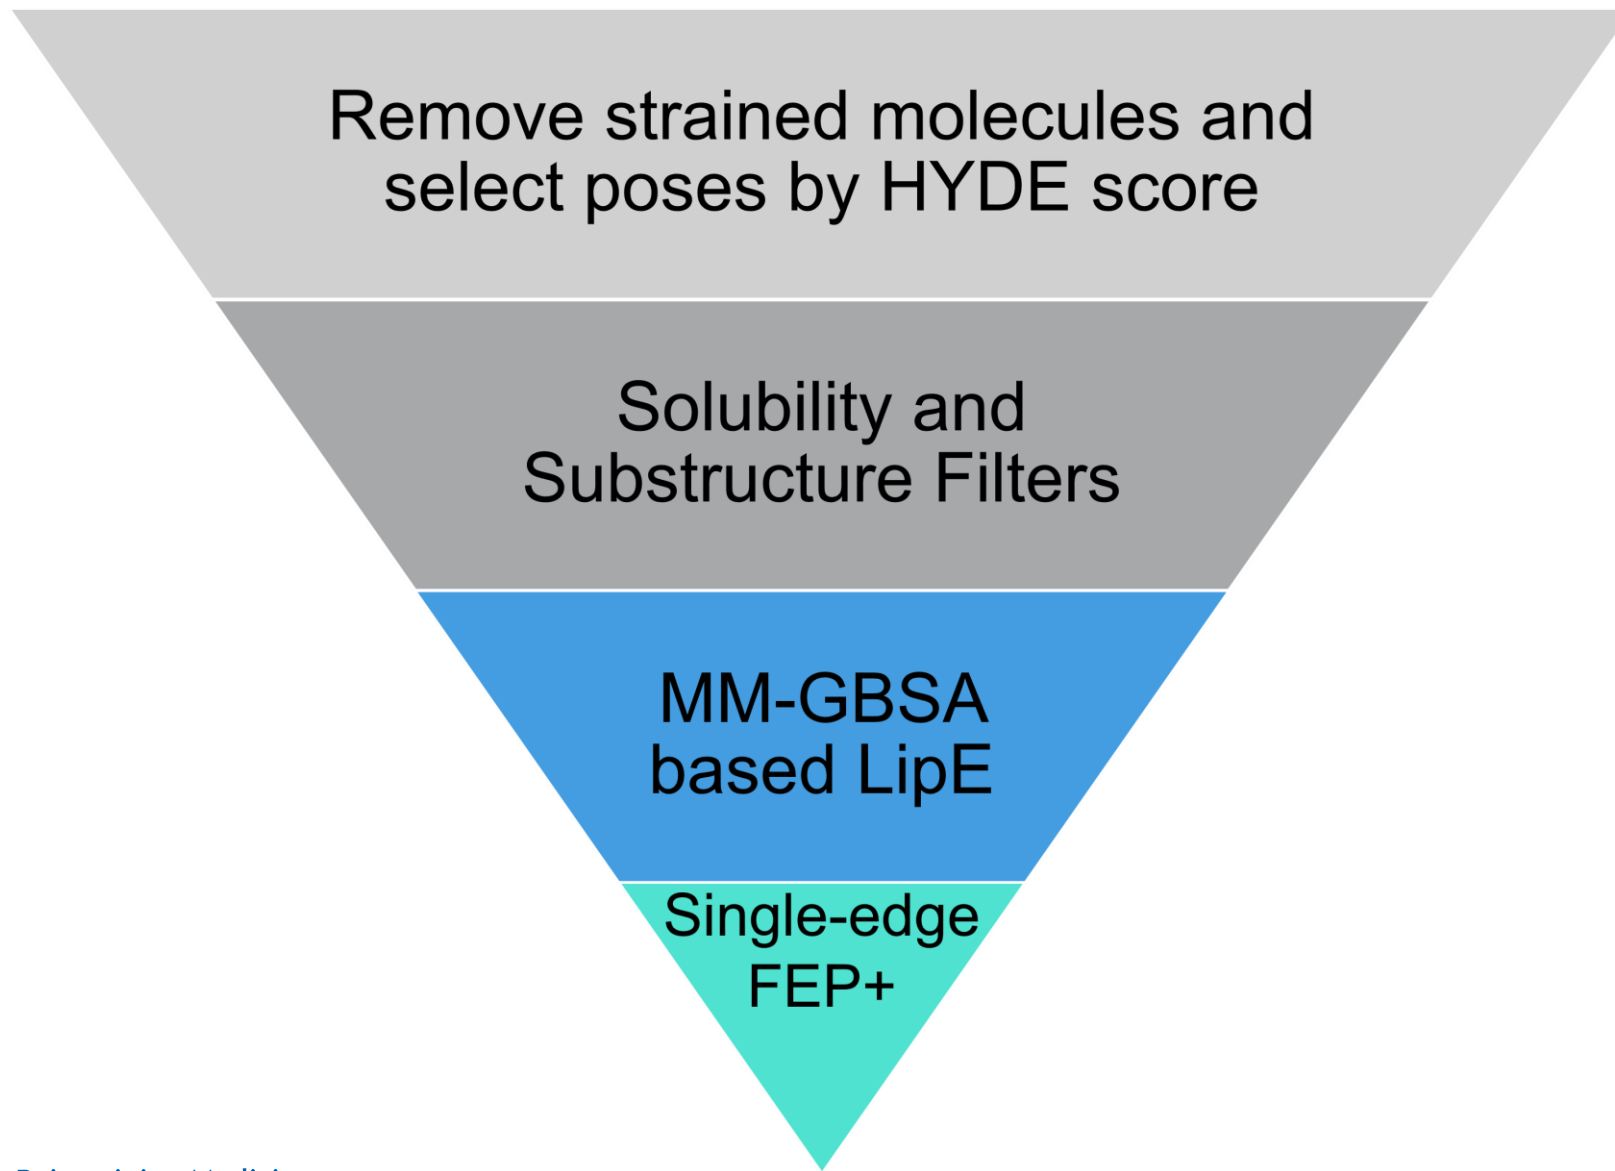 Remove strained molecules and
select poses by HYDE score
Solubility and
Substructure Filters
MM-GBSA
based LipE
Single-edge
FEP+